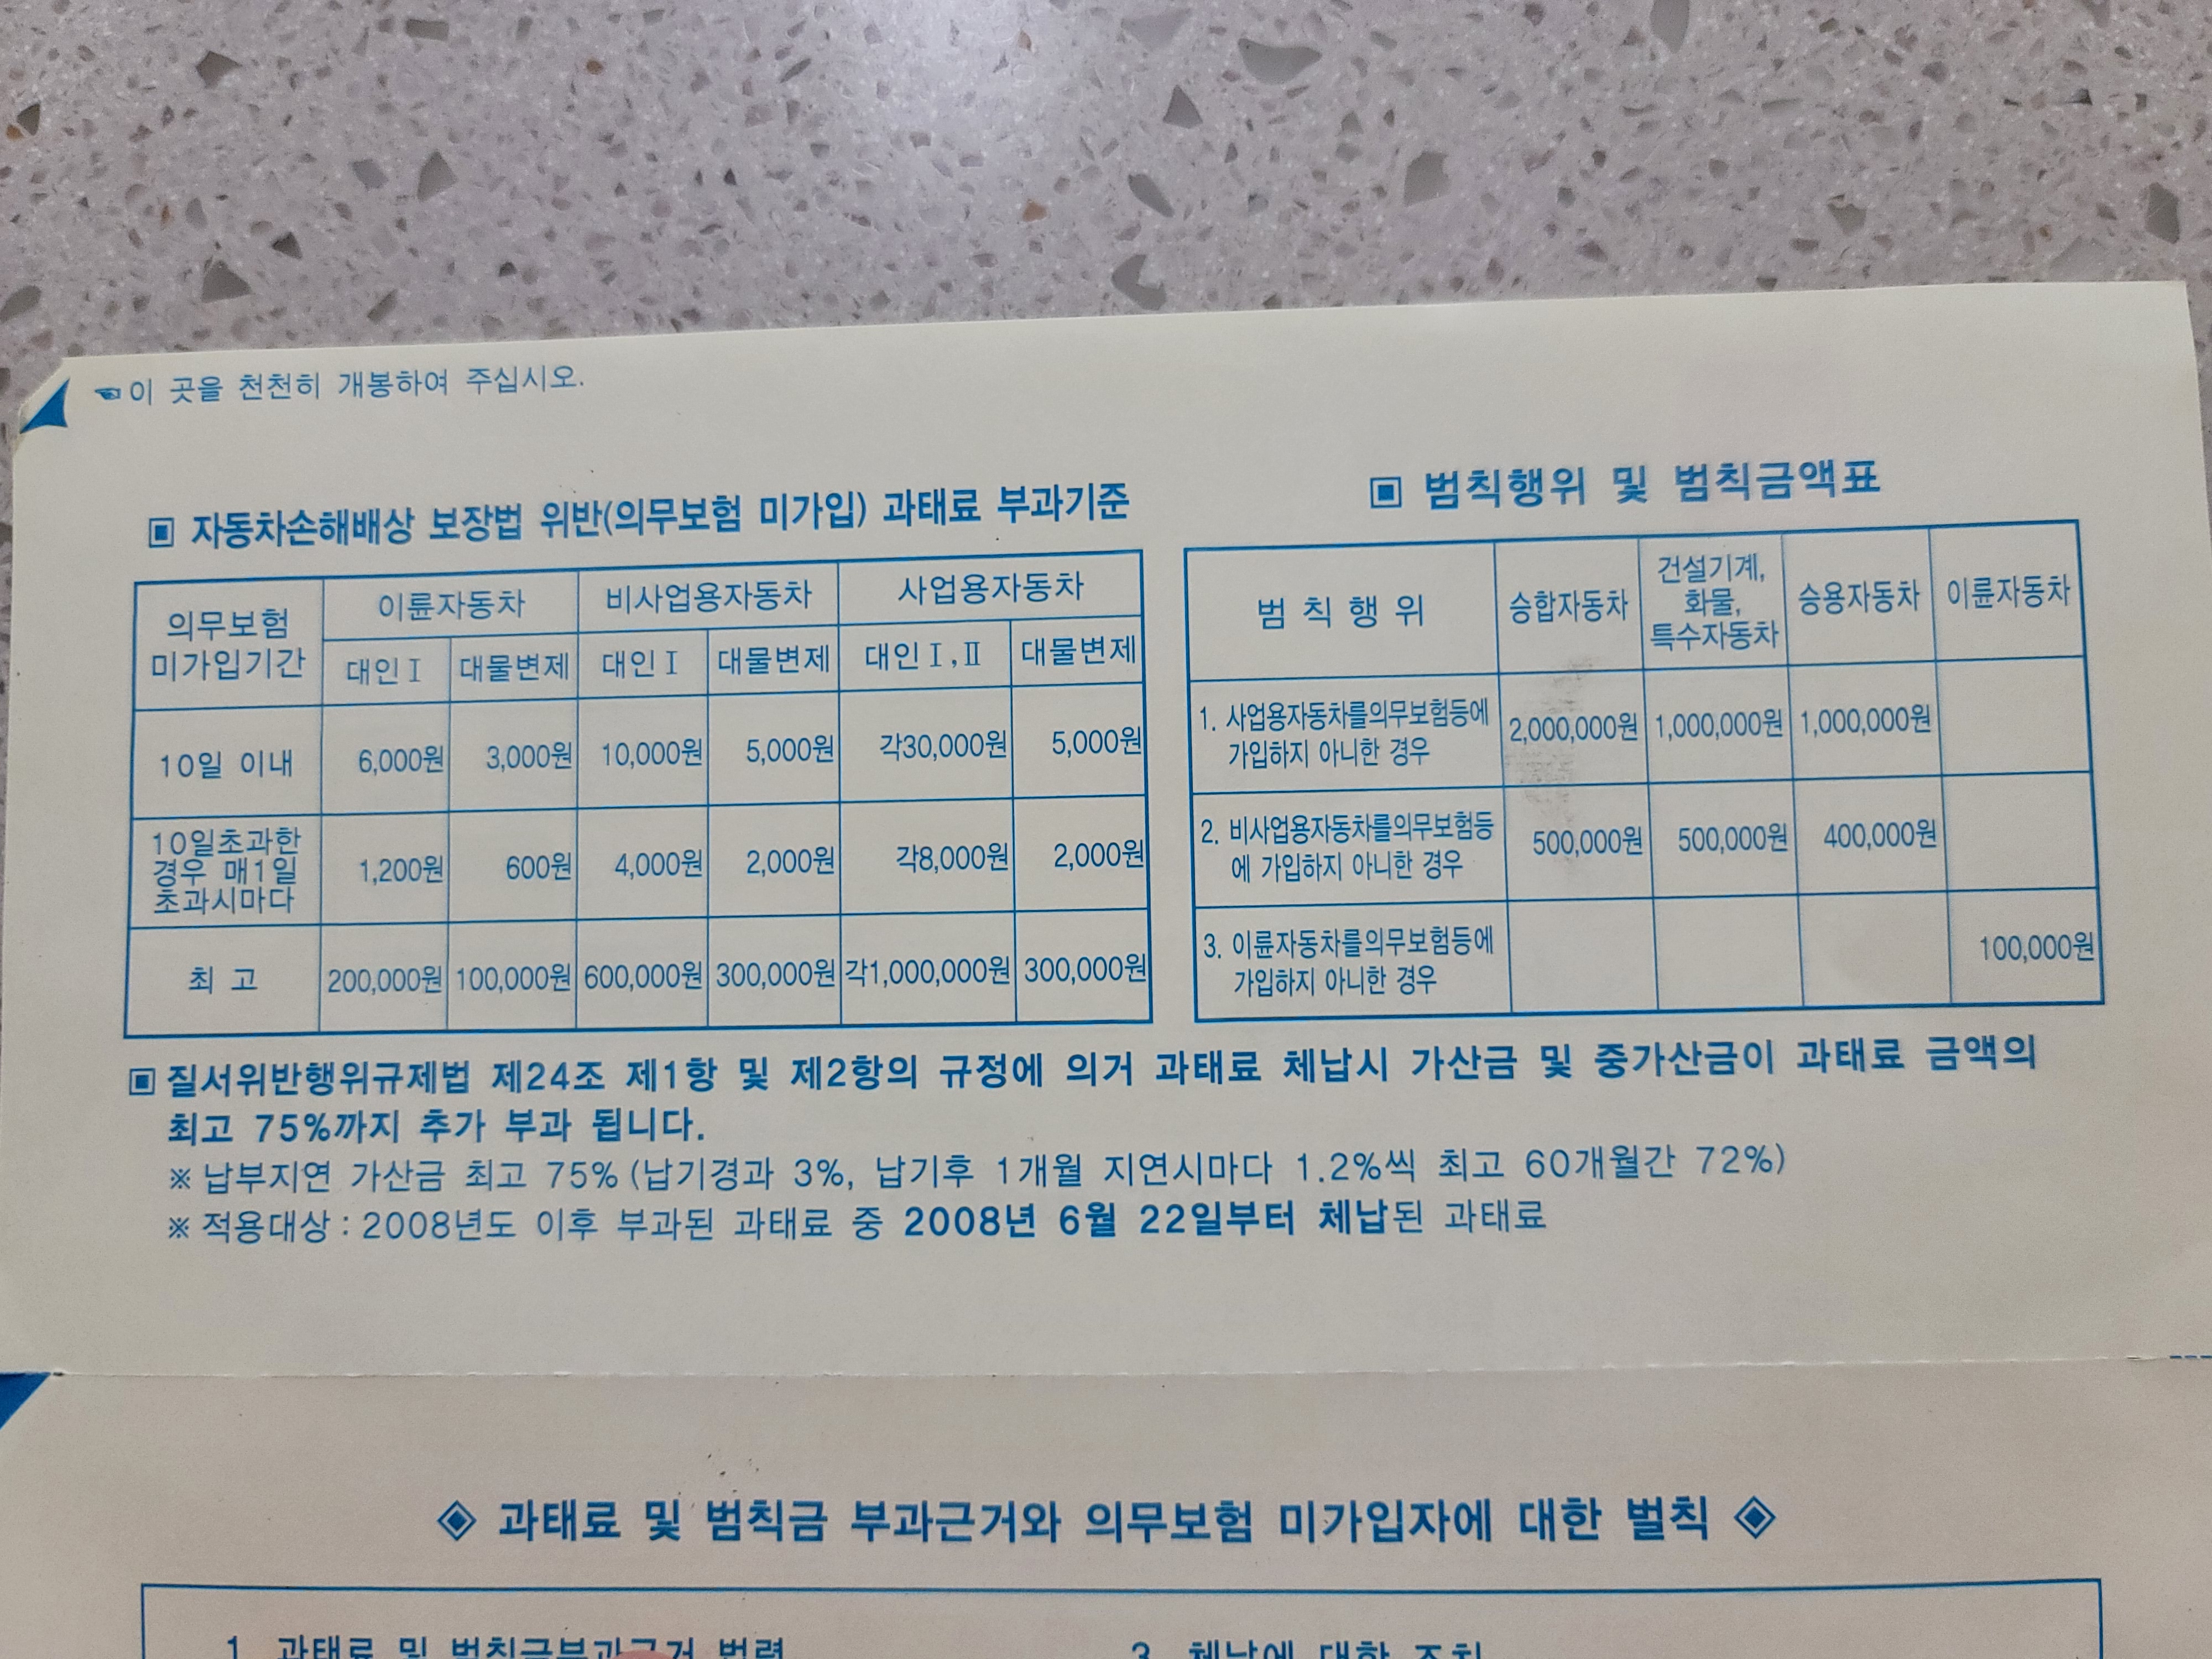 ☜이 곳을 천천히 개봉하여 주십시오.
▣ 자동차손해배상 보장법 위반(의무보험 미가입) 과태료 부과기준
의무보험
미가입기간
이륜자동차 비사업용자동차 사업용자동차
대인Ⅰ 대물변제 대인Ⅰ 대물변제 대인Ⅰ,Ⅱ 대물변제
10일 이내 6,000원 3,000원 10,000원 5,000원 각30,000원 5,000원
10일초과한
경우 매1일
초과시마다
1,200원 600원 4,000원 2,000원 각8,000원 2,000원
최 고 200,000원 100,000원 600,000원 300,000원 각1,000,000원 300,000원
▣ 범칙행위 및 범칙금액표
범 칙 행 위 승합자동차
건설기계,
화물,
특수자동차
승용자동차 이륜자동차
1. 사업용자동차를의무보험등에
가입하지 아니한 경우
2,000,000원 1,000,000원 1,000,000원
2. 비사업용자동차를의무보험등
에 가입하지 아니한 경우
500,000원 500,000원 400,000원
3. 이륜자동차를의무보험등에
가입하지 아니한 경우
100,000원
▣ 질서위반행위규제법 제24조 제1항 및 제2항의 규정에 의거 과태료 체납시 가산금 및 중가산금이 과태료 금액의
최고 75%까지 추가 부과 됩니다.
※ 납부지연 가산금 최고 75% (납기경과 3%, 납기후 1개월 지연시마다 1.2%씩 최고 60개월간 72%)
※ 적용대상 : 2008년도 이후 부과된 과태료 중 2008년 6월 22일부터 체납된 과태료
◈ 과태료 및 범칙금 부과근거와 의무보험 미가입자에 대한 벌칙 ◈
1. 과태료 및 범칙금부과근거 법령
3. 체납에 대한 조치